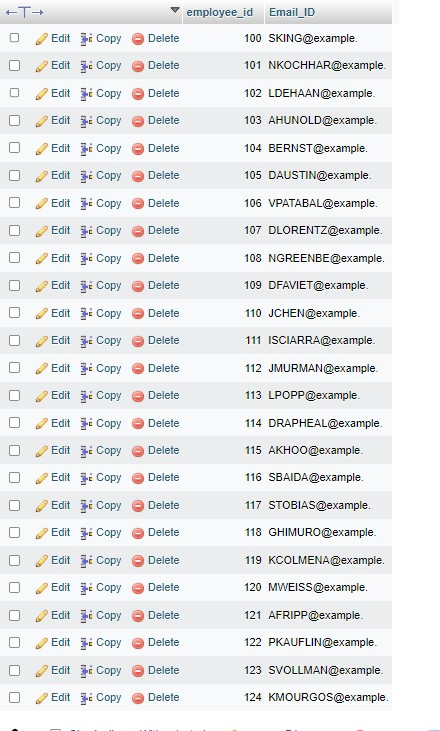 employee_id Email_ID
Edit Copy Delete 100 SKING@example.
Edit Copy Delete 101 NKOCHHAR@example.
Edit Copy Delete 102 LDEHAAN@example.
Edit Copy Delete 103 AHUNOLD@example.
Edit Copy Delete 104 BERNST@example.
Edit Copy Delete 105 DAUSTIN@example.
Edit Copy Delete 106 VPATABAL@example.
Edit Copy Delete 107 DLORENTZ@example.
Edit Copy Delete 108 NGREENBE@example.
Edit Copy Delete 109 DFAVIET@example.
Edit Copy Delete 110 JCHEN@example.
Edit Copy Delete 111 ISCIARRA@example.
Edit Copy Delete 112 JMURMAN@example.
Edit Copy Delete 113 LPOPP@example.
Edit Copy Delete 114 DRAPHEAL@example.
Edit Copy Delete 115 AKHOO@example.
Edit Copy Delete 116 SBAIDA@example.
Edit Copy Delete 117 STOBIAS@example.
Edit Copy Delete 118 GHIMURO@example.
Edit Copy Delete 119 KCOLMENA@example.
Edit Copy Delete 120 MWEISS@example.
Edit Copy Delete 121 AFRIPP@example.
Edit Copy Delete 122 PKAUFLIN@example.
Edit Copy Delete 123 SVOLLMAN@example.
Edit Copy Delete 124 KMOURGOS@example.